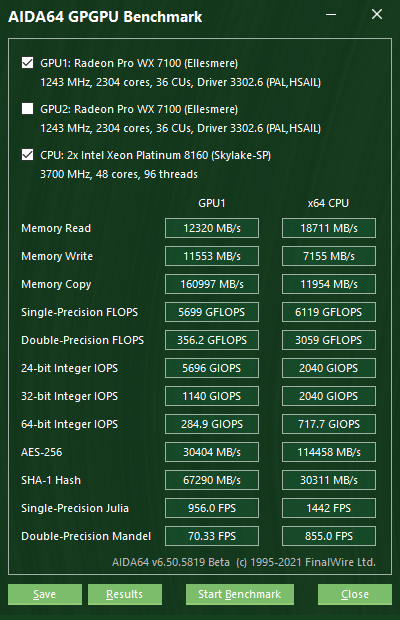 AIDA64 GPGPU Benchmark
GPU1: Radeon Pro WX 7100 (Ellesmere)
1243 MHz, 2304 cores, 36 CUs, Driver 3302.6 (PAL,HSAIL)
GPU2: Radeon Pro WX 7100 (Ellesmere)
1243 MHz, 2304 cores, 36 CUs, Driver 3302.6 (PAL,HSAIL)
CPU: 2x Intel Xeon Platinum 8160 (Skylake-SP)
3700 MHz, 48 cores, 96 threads
GPU1 x64 CPU
Memory Read 12320 MB/s 18711 MB/s
Memory Write 11553 MB/s 7155 MB/s
Memory Copy 160997 MB/s 11954 MB/s
Single-Precision FLOPS 5699 GFLOPS 6119 GFLOPS
Double-Precision FLOPS 356.2 GFLOPS 3059 GFLOPS
24-bit Integer IOPS 5696 GIOPS 2040 GIOPS
32-bit Integer IOPS 1140 GIOPS 2040 GIOPS
64-bit Integer IOPS 284.9 GIOPS 717.7 GIOPS
AES-256 30404 MB/s 114458 MB/s
SHA-1 Hash 67290 MB/s 30311 MB/s
Single-Precision Julia 956.0 FPS 1442 FPS
Double-Precision Mandel 70.33 FPS 855.0 FPS
AIDA64 v6.50.5819 Beta (c) 1995-2021 FinalWire Ltd.
Save Results Start Benchmark Close